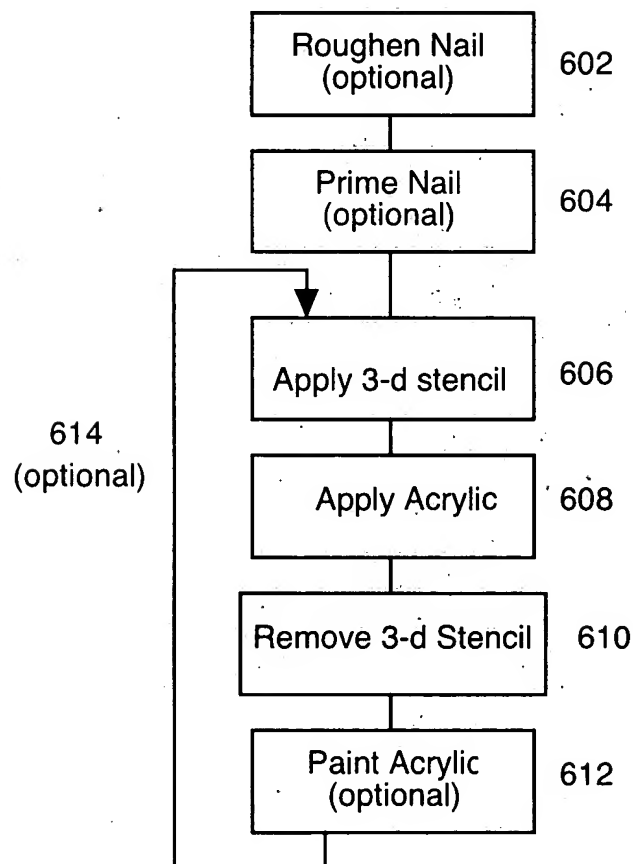 Roughen Nail
(optional)
602
Prime Nail
(optional)
604
Apply 3-d stencil
606
614
(optional)
Apply Acrylic
608
Remove 3-d Stencil
610
Paint Acrylic
(optional)
612